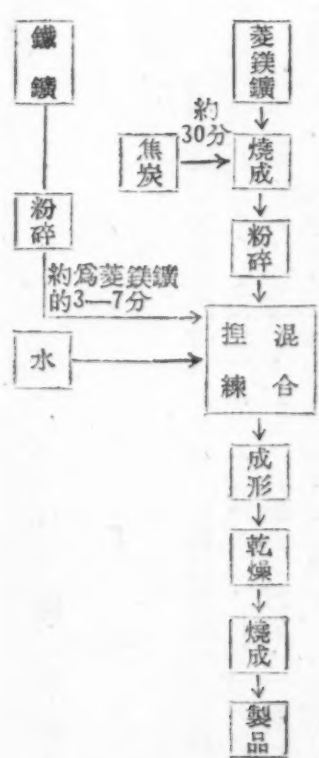 鐵鑛
菱鎂鑛
約
30分
焦炭
燒成
粉碎
粉碎
約爲菱鎂鑛
的3—7分
水
混合
捏練
成形
乾燥
燒成
製品